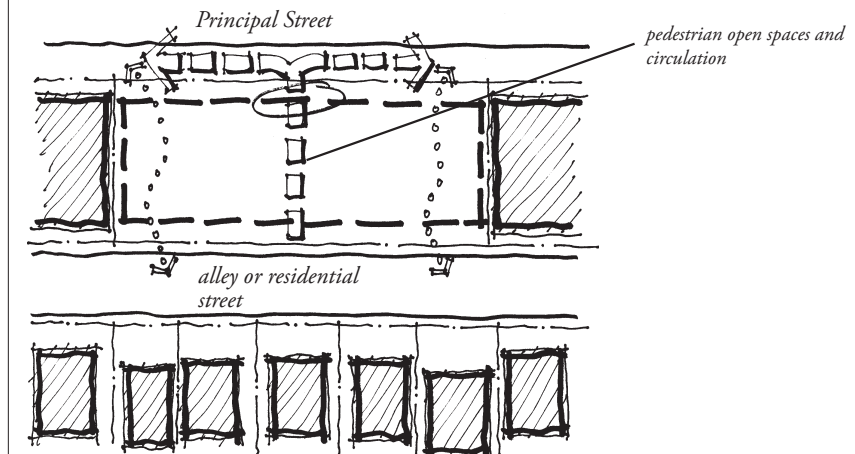 Principal Street
pedestrian open spaces and
circulation
alley or residential
street